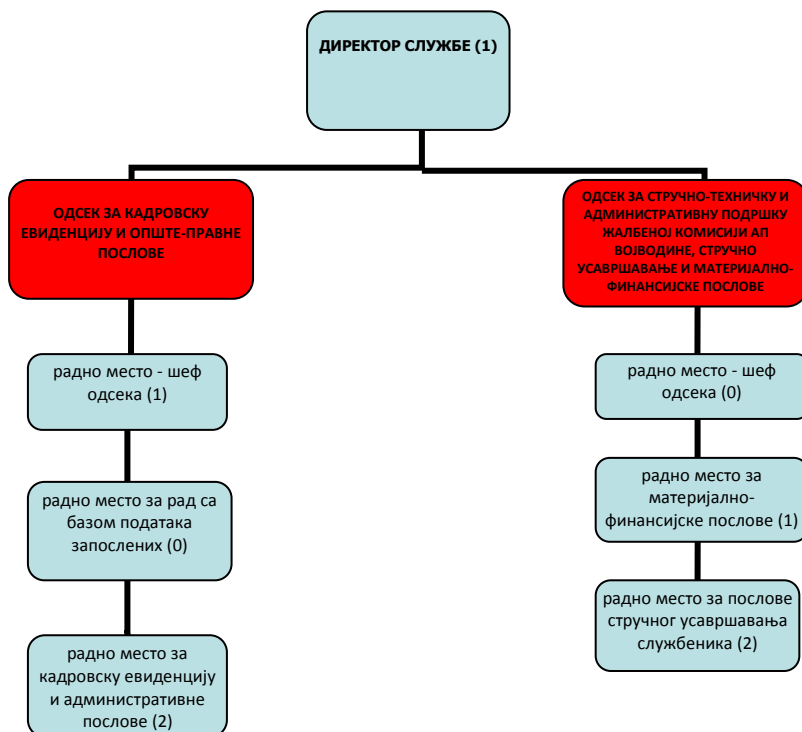 ДИРЕКТОР СЛУЖБЕ (1)
ОДСЕК ЗА КАДРОВСКУ
ЕВИДЕНЦИЈУ И ОПШТЕ-ПРАВНЕ
ПОСЛОВЕ
ОДСЕК ЗА СТРУЧНО-ТЕХНИЧКУ И
АДМИНИСТРАТИВНУ ПОДРШКУ
ЖАЛБЕНОЈ КОМИСИЈИ АП
ВОЈВОДИНЕ, СТРУЧНО
УСАВРШАВАЊЕ И МАТЕРИЈАЛНО-
ФИНАНСИЈСКЕ ПОСЛОВЕ
радно место - шеф
одсека (1)
радно место за рад са
базом података
запослених (0)
радно место за
кадровску евиденцију
и административне
послове (2)
радно место - шеф
одсека (0)
радно место за
материјално-
финансијске послове (1)
радно место за послове
стручног усавршавања
службеника (2)